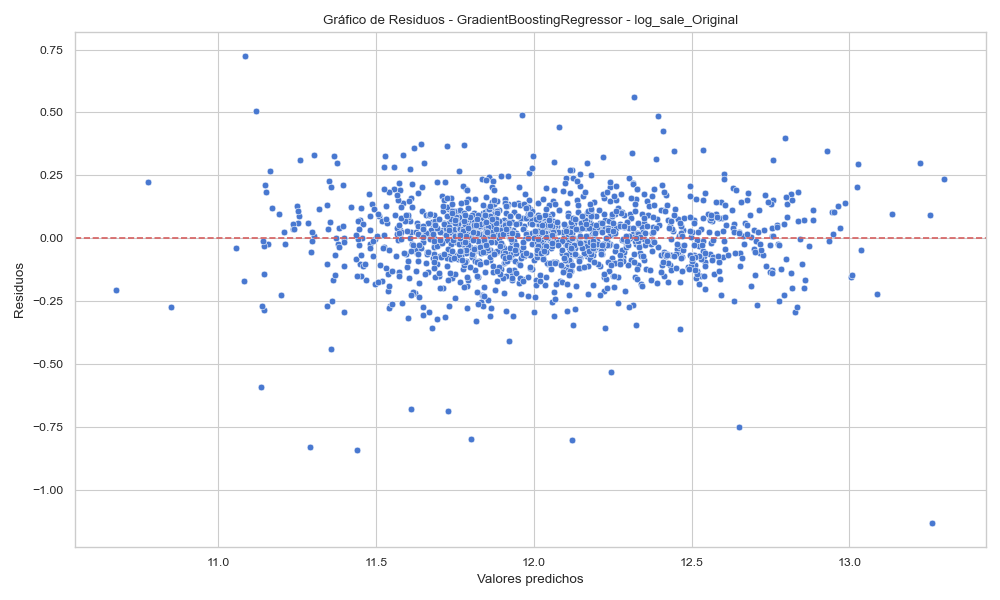 Gráfico de Residuos - GradientBoostingRegressor - log_sale_Original
0.75
0.50
0.25
0.00
−0.25
−0.50
−0.75
−1.00
Residuos
11.0 11.5 12.0 12.5 13.0
Valores predichos